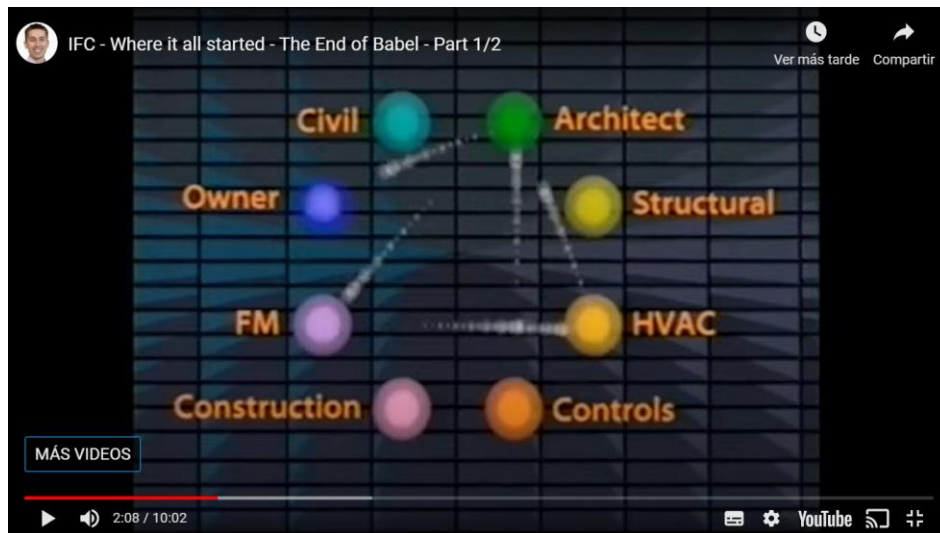 IFC - Where it all started - The End of Babel - Part 1/2
Ver más tarde
Compartir
Civil
Architect
Owner
Structural
FM
HVAC
Construction
Controls
MÁS VIDEOS
2:08 / 10:02
YouTube